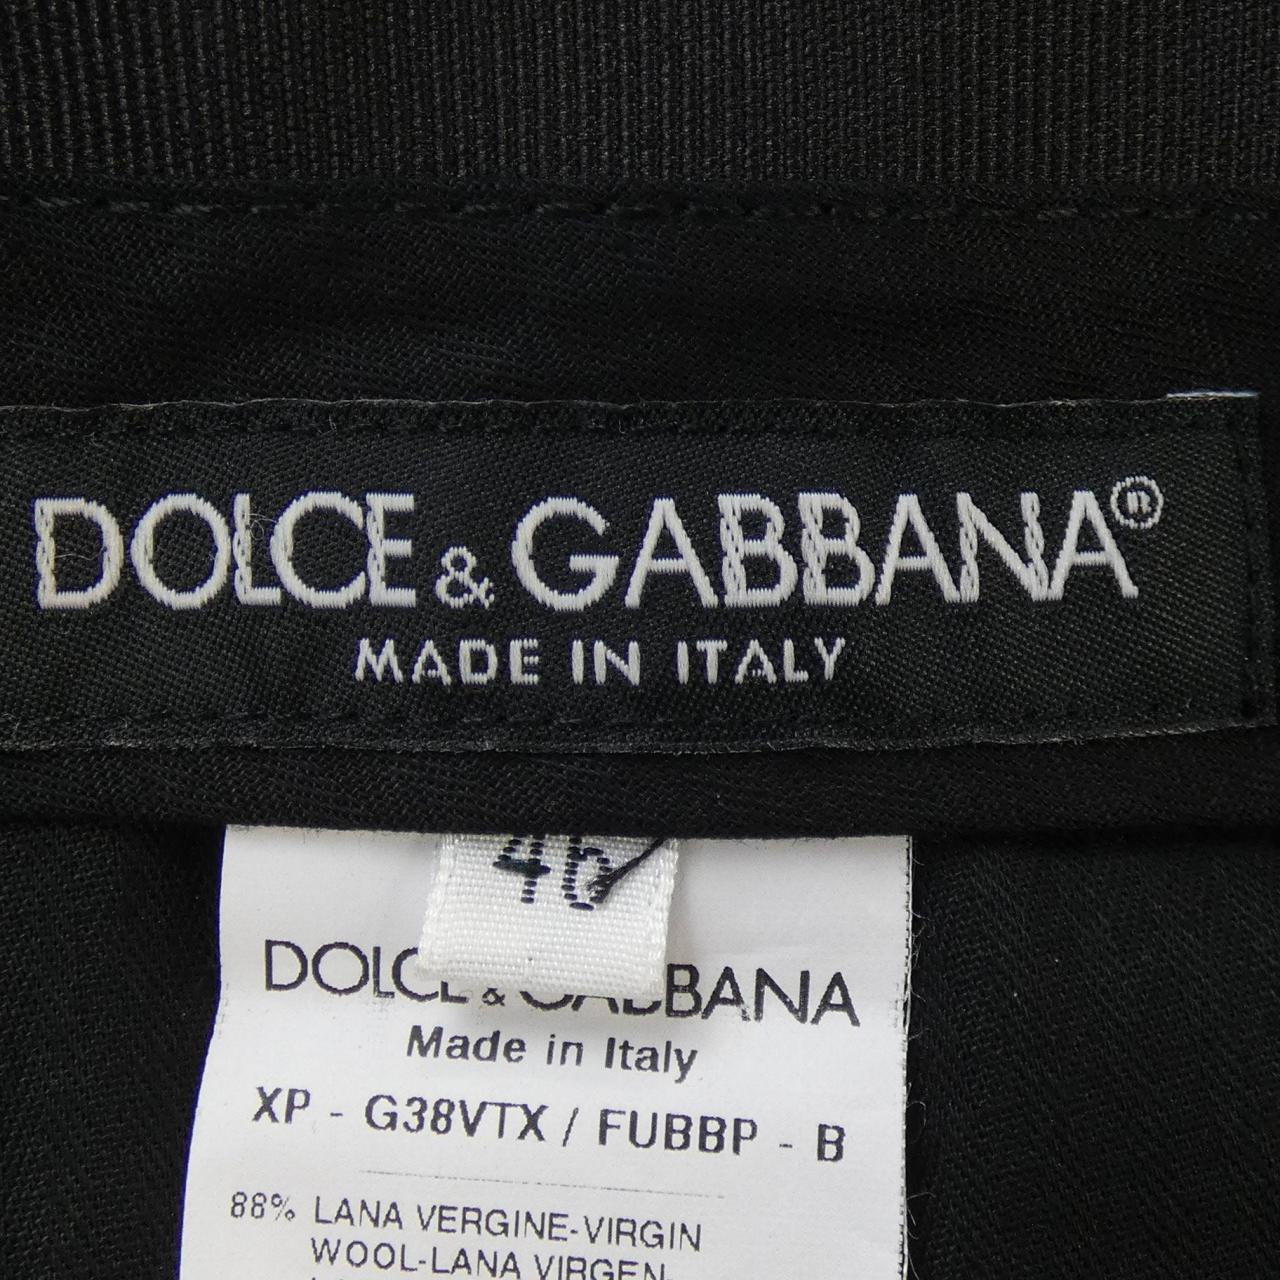 DOLCE & GABBANA®
MADE IN ITALY
46
DOLCE & GABBANA
Made in Italy
XP - G38VTX / FUBBP - B
88% LANA VERGINE-VIRGIN
WOOL-LANA VIRGEN-